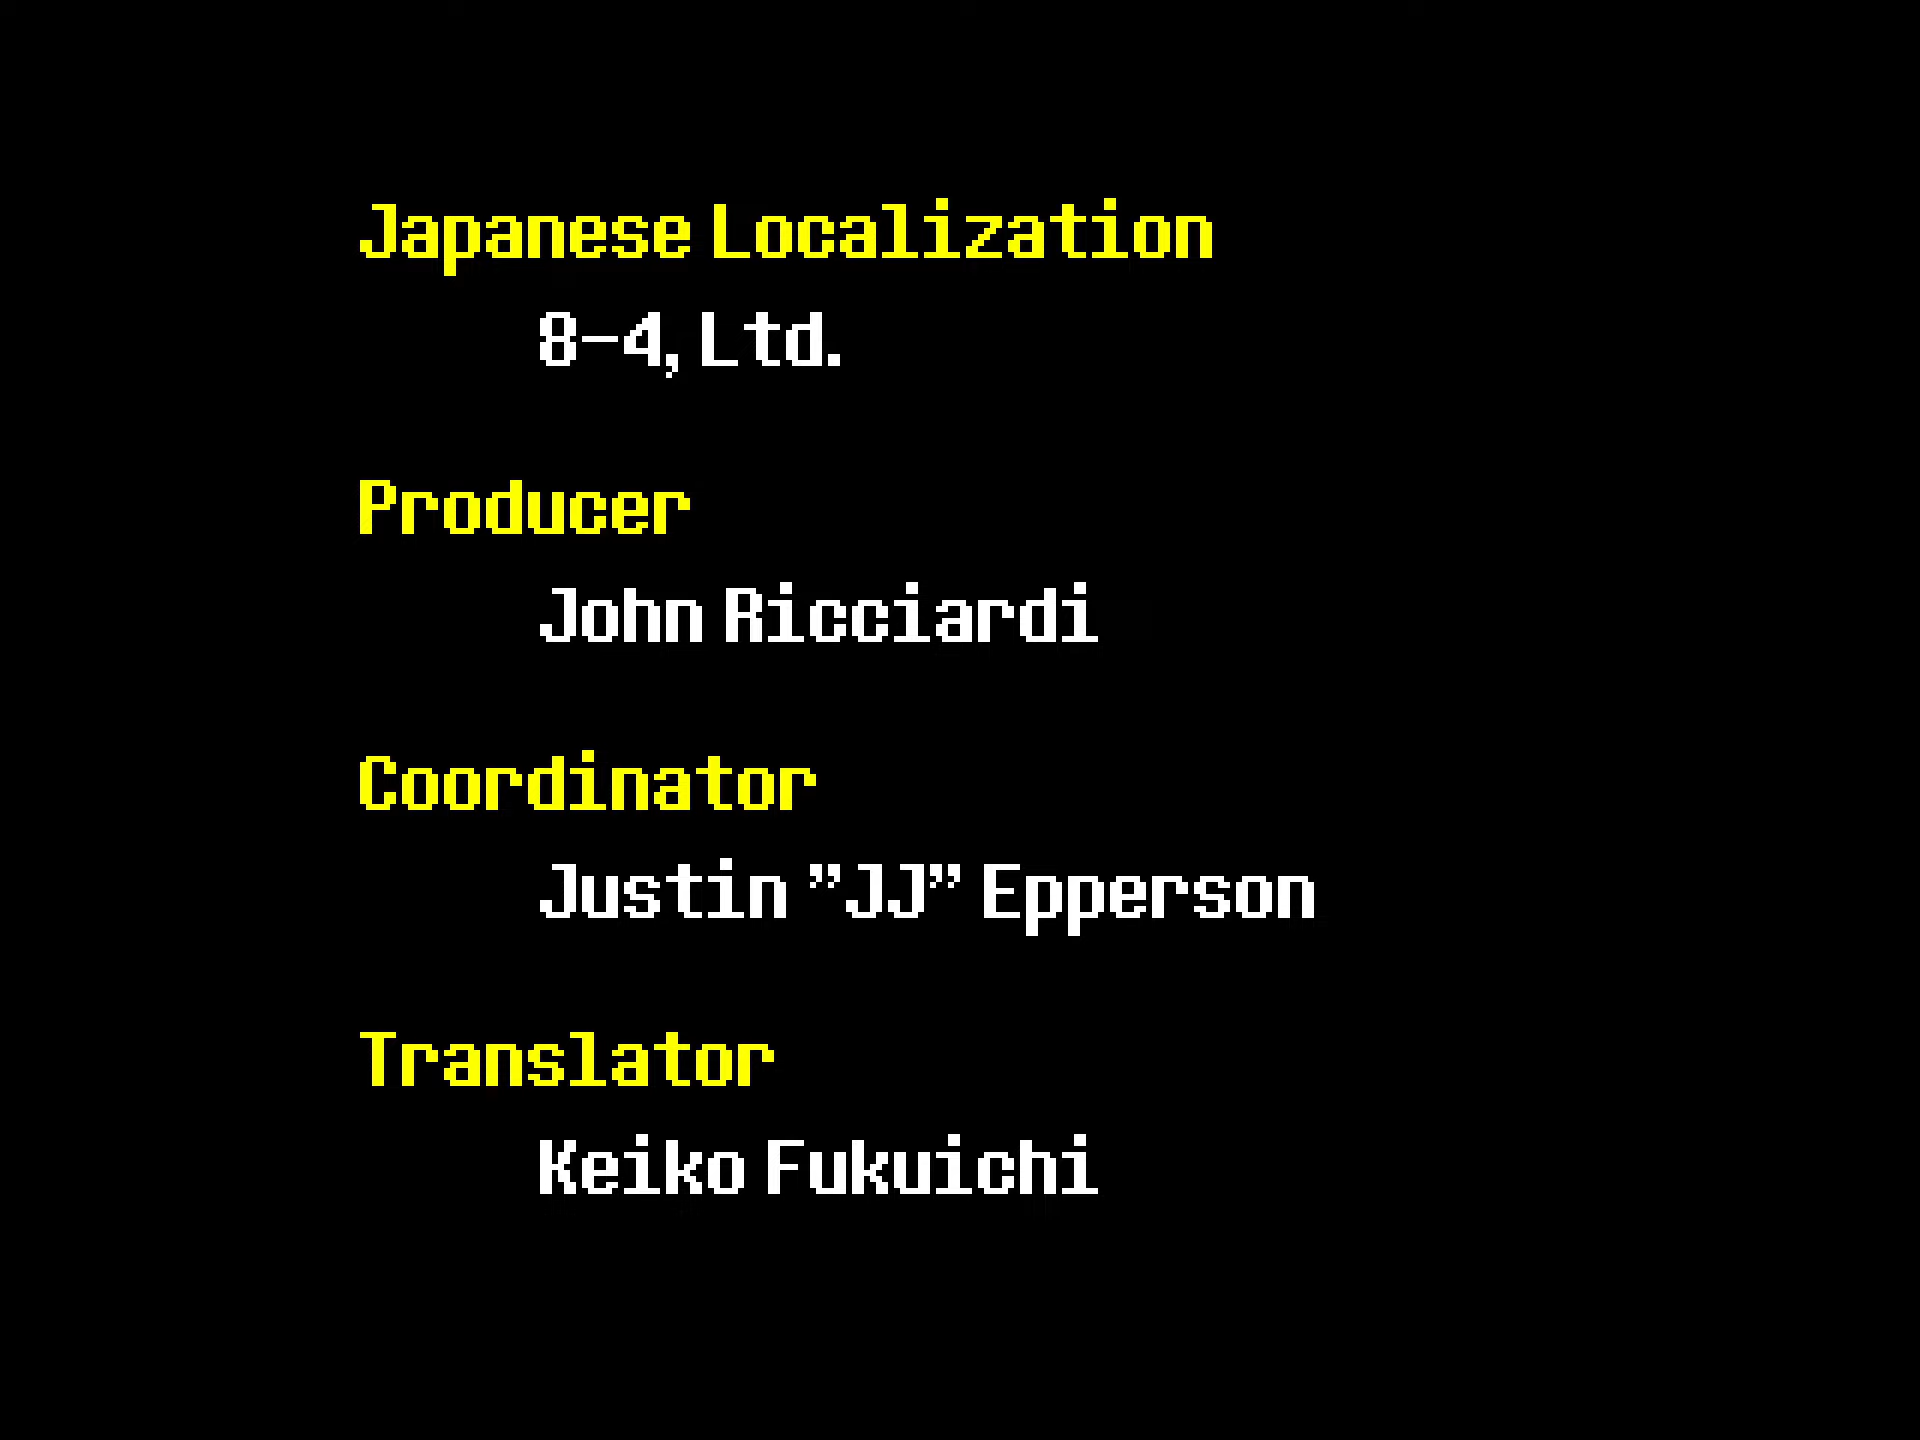 Japanese Localization
8-4, Ltd.
Producer
John Ricciardi
Coordinator
Justin "JJ" Epperson
Translator
Keiko Fukuichi